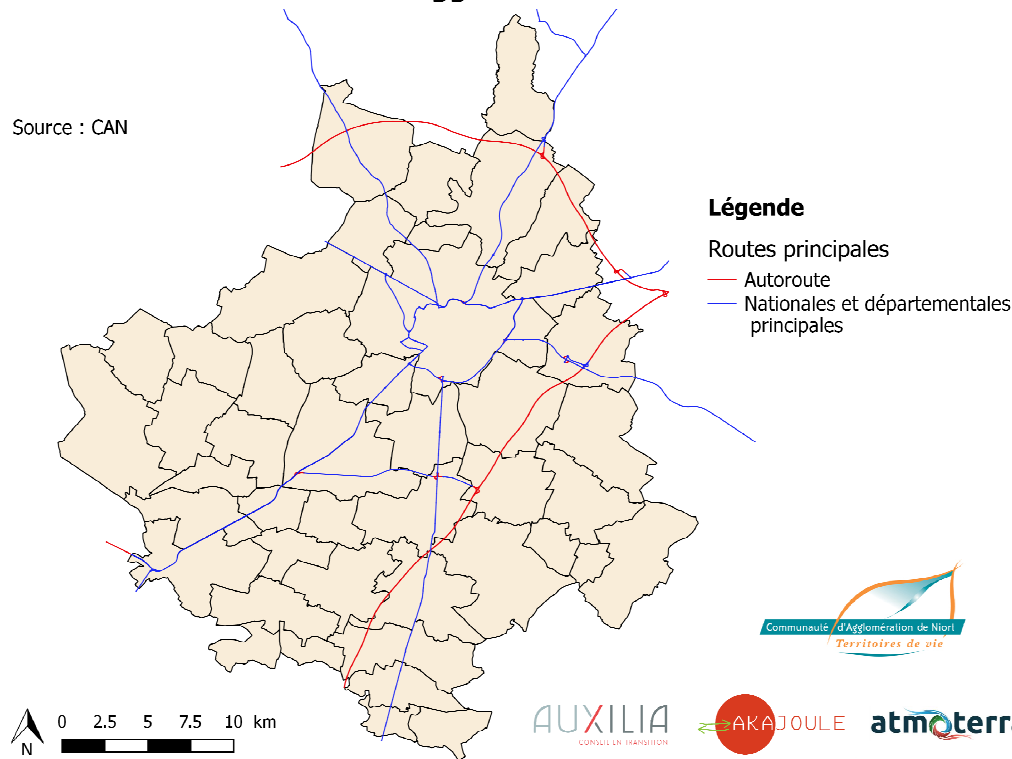 Source : CAN
Légende
Routes principales
Autoroute
Nationales et départementales
principales
Communauté d'Agglomération de Niort
Territoires de vie
N
0 2.5 5 7.5 10 km
AUXILIA
CONSEIL EN TRANSITION
AKAJOULE
atmoterr